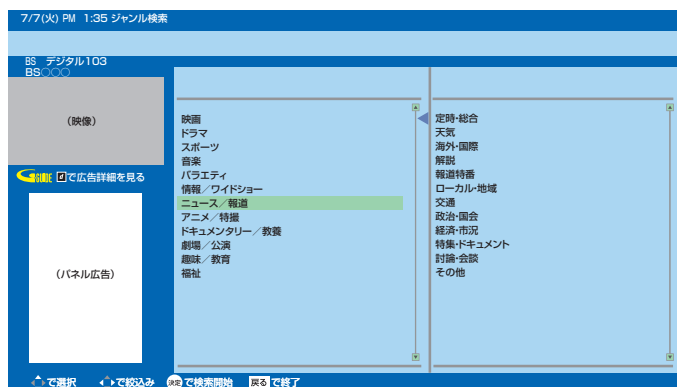 7/7(火) PM 1:35 ジャンル検索
BS デジタル103
BS○○○
(映像)
GGUIDE dで広告詳細を見る
(パネル広告)
映画
ドラマ
スポーツ
音楽
バラエティ
情報／ワイドショー
ニュース／報道
アニメ／特撮
ドキュメンタリー／教養
劇場／公演
趣味／教育
福祉
定時・総合
天気
海外・国際
解説
報道特番
ローカル・地域
交通
政治・国会
経済・市況
特集・ドキュメント
討論・会談
その他
で選択 で絞込み 決定で検索開始 戻るで終了